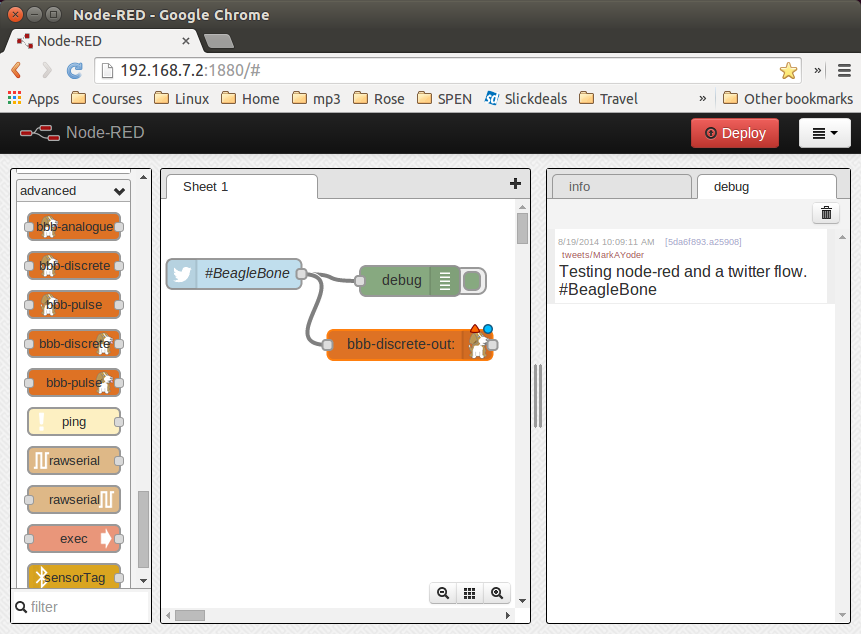 Node-RED - Google Chrome
Node-RED
192.168.7.2:1880/#
Apps Courses Linux Home mp3 Rose SPEN Slickdeals Travel » Other bookmarks
Node-RED
Deploy
advanced
bbb-analogue
bbb-discrete
bbb-pulse
bbb-discrete
bbb-pulse
ping
rawserial
rawserial
exec
sensorTag
filter
Sheet 1
#BeagleBone
debug
bbb-discrete-out:
info
debug
8/19/2014 10:09:11 AM [5da6f893.a25908]
tweets/MarkAYoder
Testing node-red and a twitter flow.
#BeagleBone